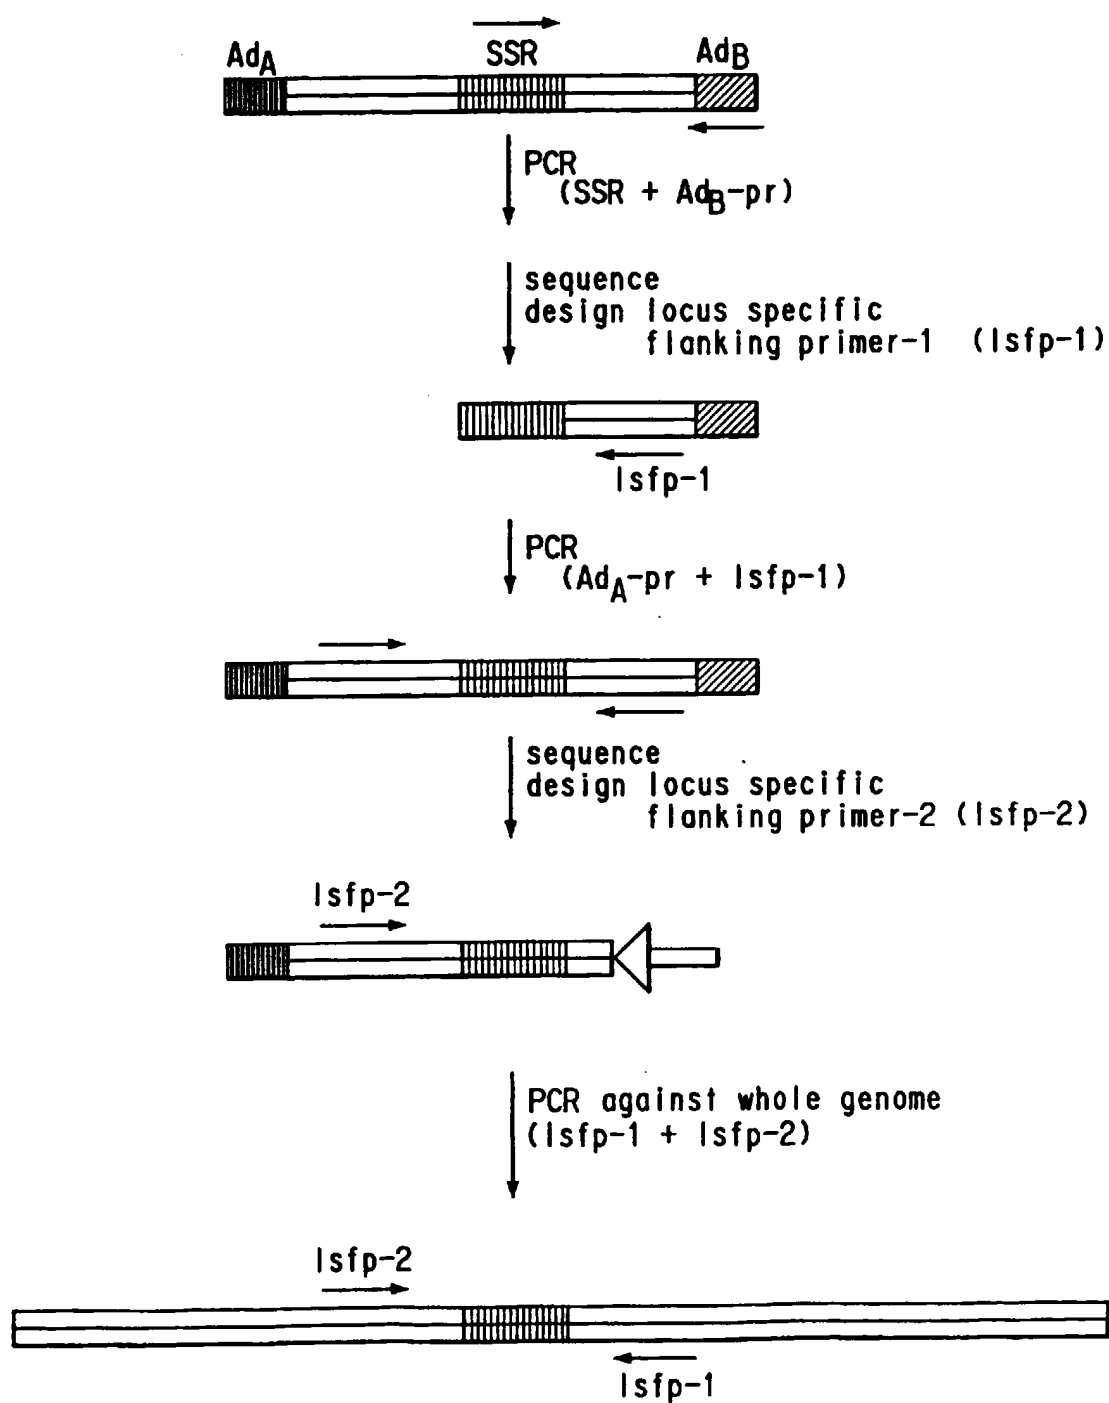 AdA SSR AdB
PCR
(SSR + AdB-pr)
sequence
design locus specific
flanking primer-1 (lsfp-1)
lsfp-1
PCR
(AdA-pr + lsfp-1)
sequence
design locus specific
flanking primer-2 (lsfp-2)
lsfp-2
PCR against whole genome
(lsfp-1 + lsfp-2)
lsfp-2
lsfp-1